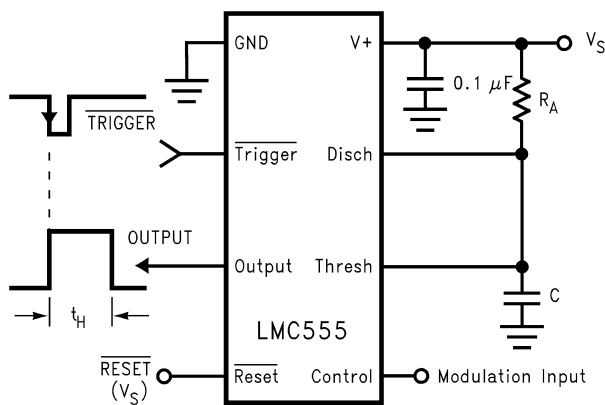 GND
V+
V_S
0.1 μF
R_A
TRIGGER
Trigger
Disch
OUTPUT
Output
Thresh
C
t_H
LMC555
RESET
(V_S)
Reset
Control
Modulation Input